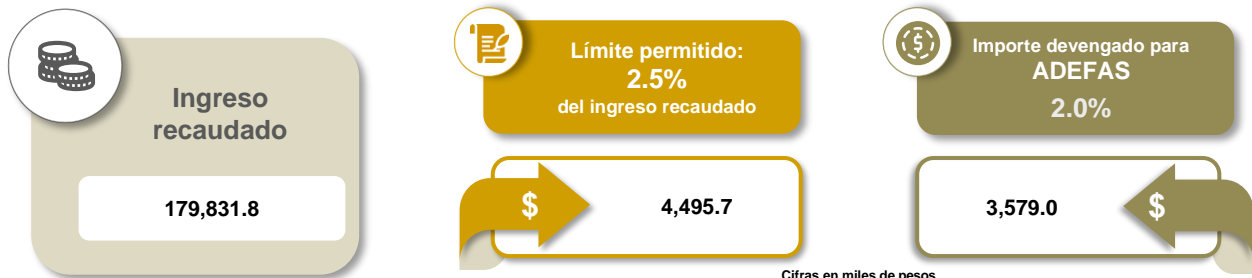 Ingreso
recaudado
179,831.8
Límite permitido:
2.5%
del ingreso recaudado
$
4,495.7
Importe devengado para
ADEFAS
2.0%
3,579.0
$
Cifras en miles de pesos